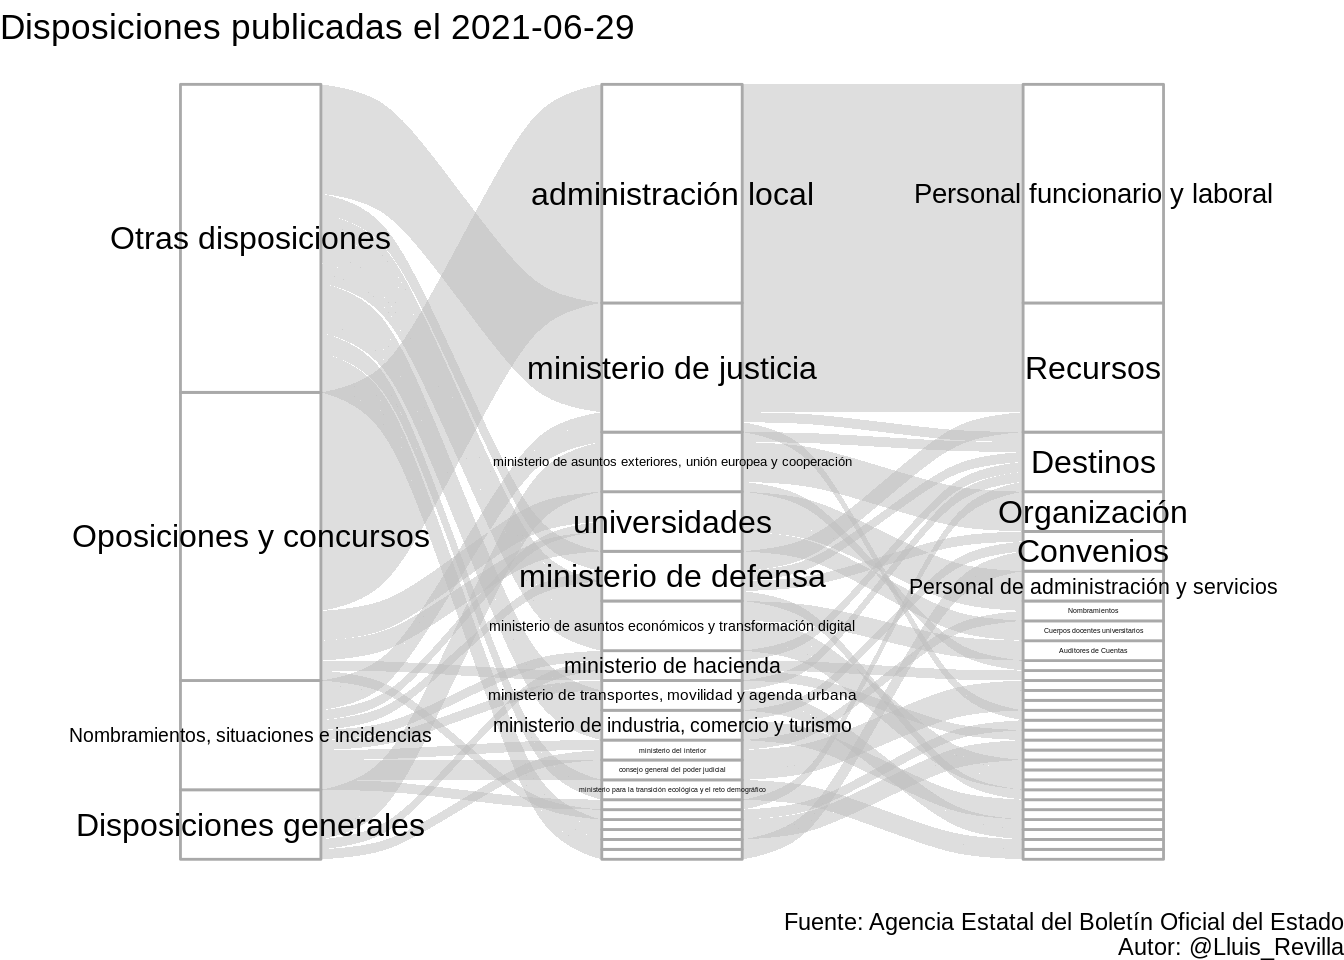 Disposiciones publicadas el 2021-06-29
Otras disposiciones
Oposiciones y concursos
Nombramientos, situaciones e incidencias
Disposiciones generales
administración local
ministerio de justicia
ministerio de asuntos exteriores, unión europea y cooperación
universidades
ministerio de defensa
ministerio de asuntos económicos y transformación digital
ministerio de hacienda
ministerio de transportes, movilidad y agenda urbana
ministerio de industria, comercio y turismo
ministerio del interior
consejo general del poder judicial
ministerio para la transición ecológica y el reto demográfico
Personal funcionario y laboral
Recursos
Destinos
Organización
Convenios
Personal de administración y servicios
Nombramientos
Cuerpos docentes universitarios
Auditores de Cuentas
Fuente: Agencia Estatal del Boletín Oficial del Estado
Autor: @Lluis_Revilla